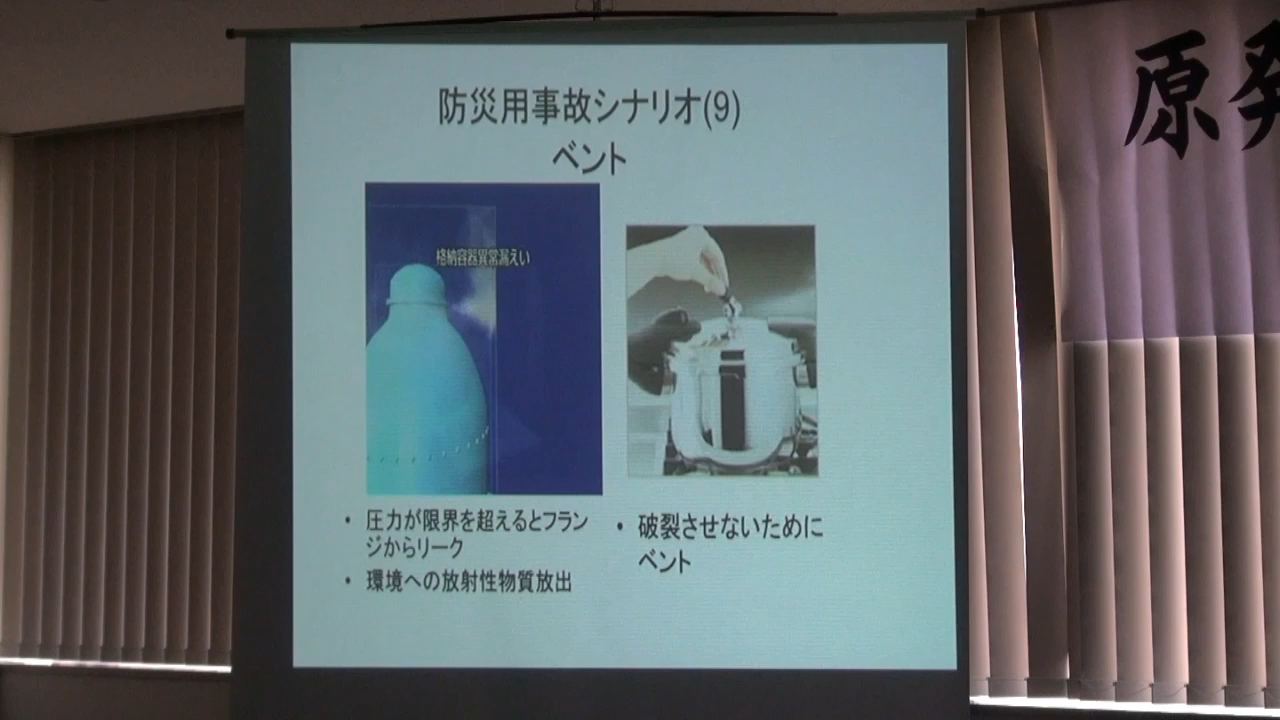 防災用事故シナリオ(9)
ベント
格納容器異常漏えい
・ 圧力が限界を超えるとフラン
ジからリーク
・ 環境への放射性物質放出
・ 破裂させないために
ベント
原発